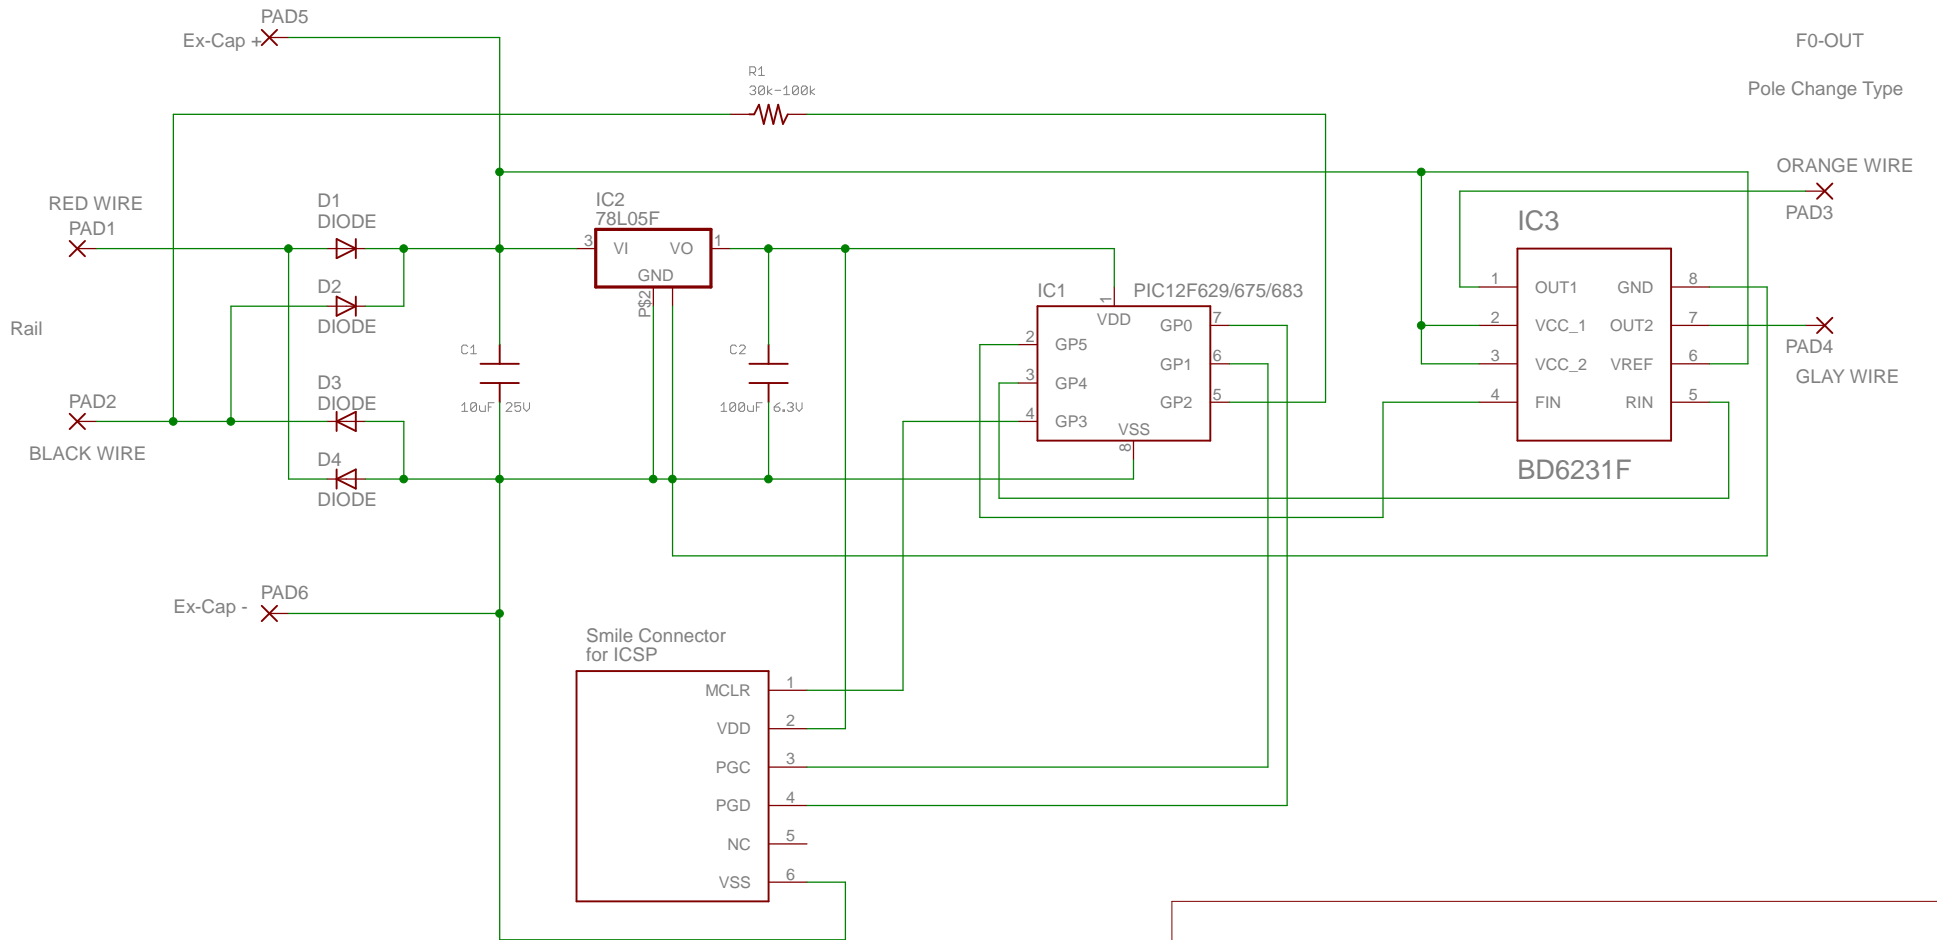 PAD5
Ex-Cap +
F0-OUT
Pole Change Type
R1
30k-100k
ORANGE WIRE
PAD3
RED WIRE
PAD1
D1
DIODE
IC2
78L05F
3
VI
VO
1
GND
P$2
D2
DIODE
Rail
IC1
PIC12F629/675/683
1
VDD
2
GP5
3
GP4
4
GP3
GP0
7
GP1
6
GP2
5
VSS
8
IC3
1
OUT1
2
VCC_1
3
VCC_2
4
FIN
GND
8
OUT2
7
VREF
6
RIN
5
BD6231F
PAD4
GLAY WIRE
C1
10uF 25V
C2
100uF 6.3V
D3
DIODE
PAD2
BLACK WIRE
D4
DIODE
PAD6
Ex-Cap -
Smile Connector
for ICSP
MCLR
1
VDD
2
PGC
3
PGD
4
NC
5
VSS
6